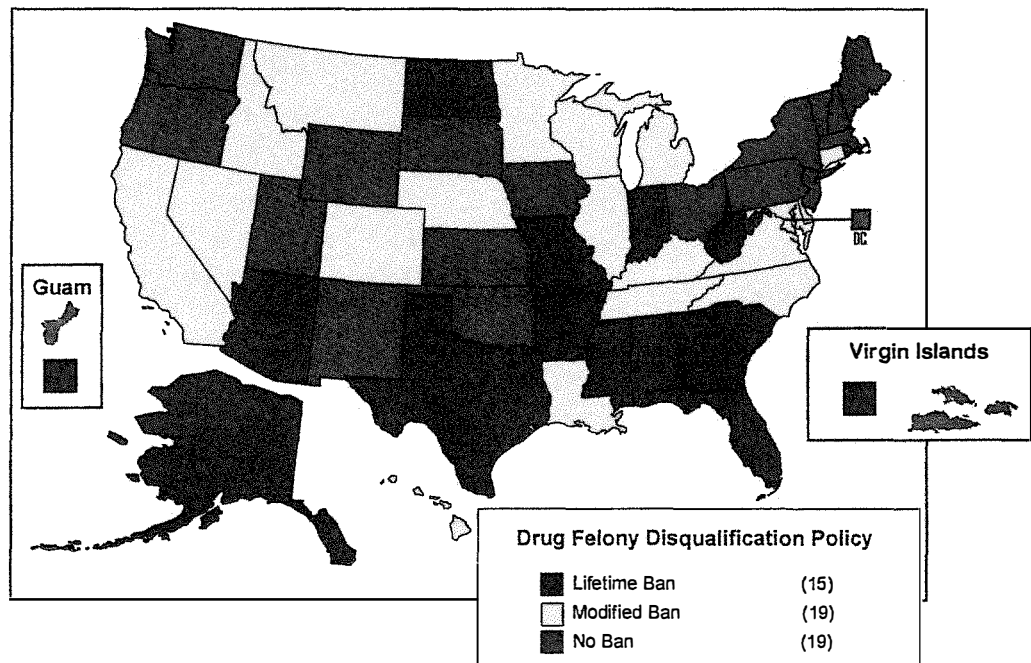 DC
Guam
Virgin Islands
Drug Felony Disqualification Policy
Lifetime Ban (15)
Modified Ban (19)
No Ban (19)